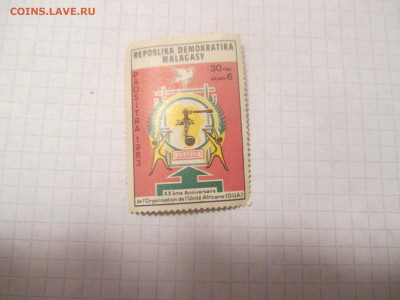 COINS.LAVE.RU
REPOBLIKA DEMOKRATIKA
MALAGASY
30 FMG
ARIARY 6
PAOSITRA 1983
XXème Anniversaire
de l'Organisation de l'Unité Africaine (O.U.A.)